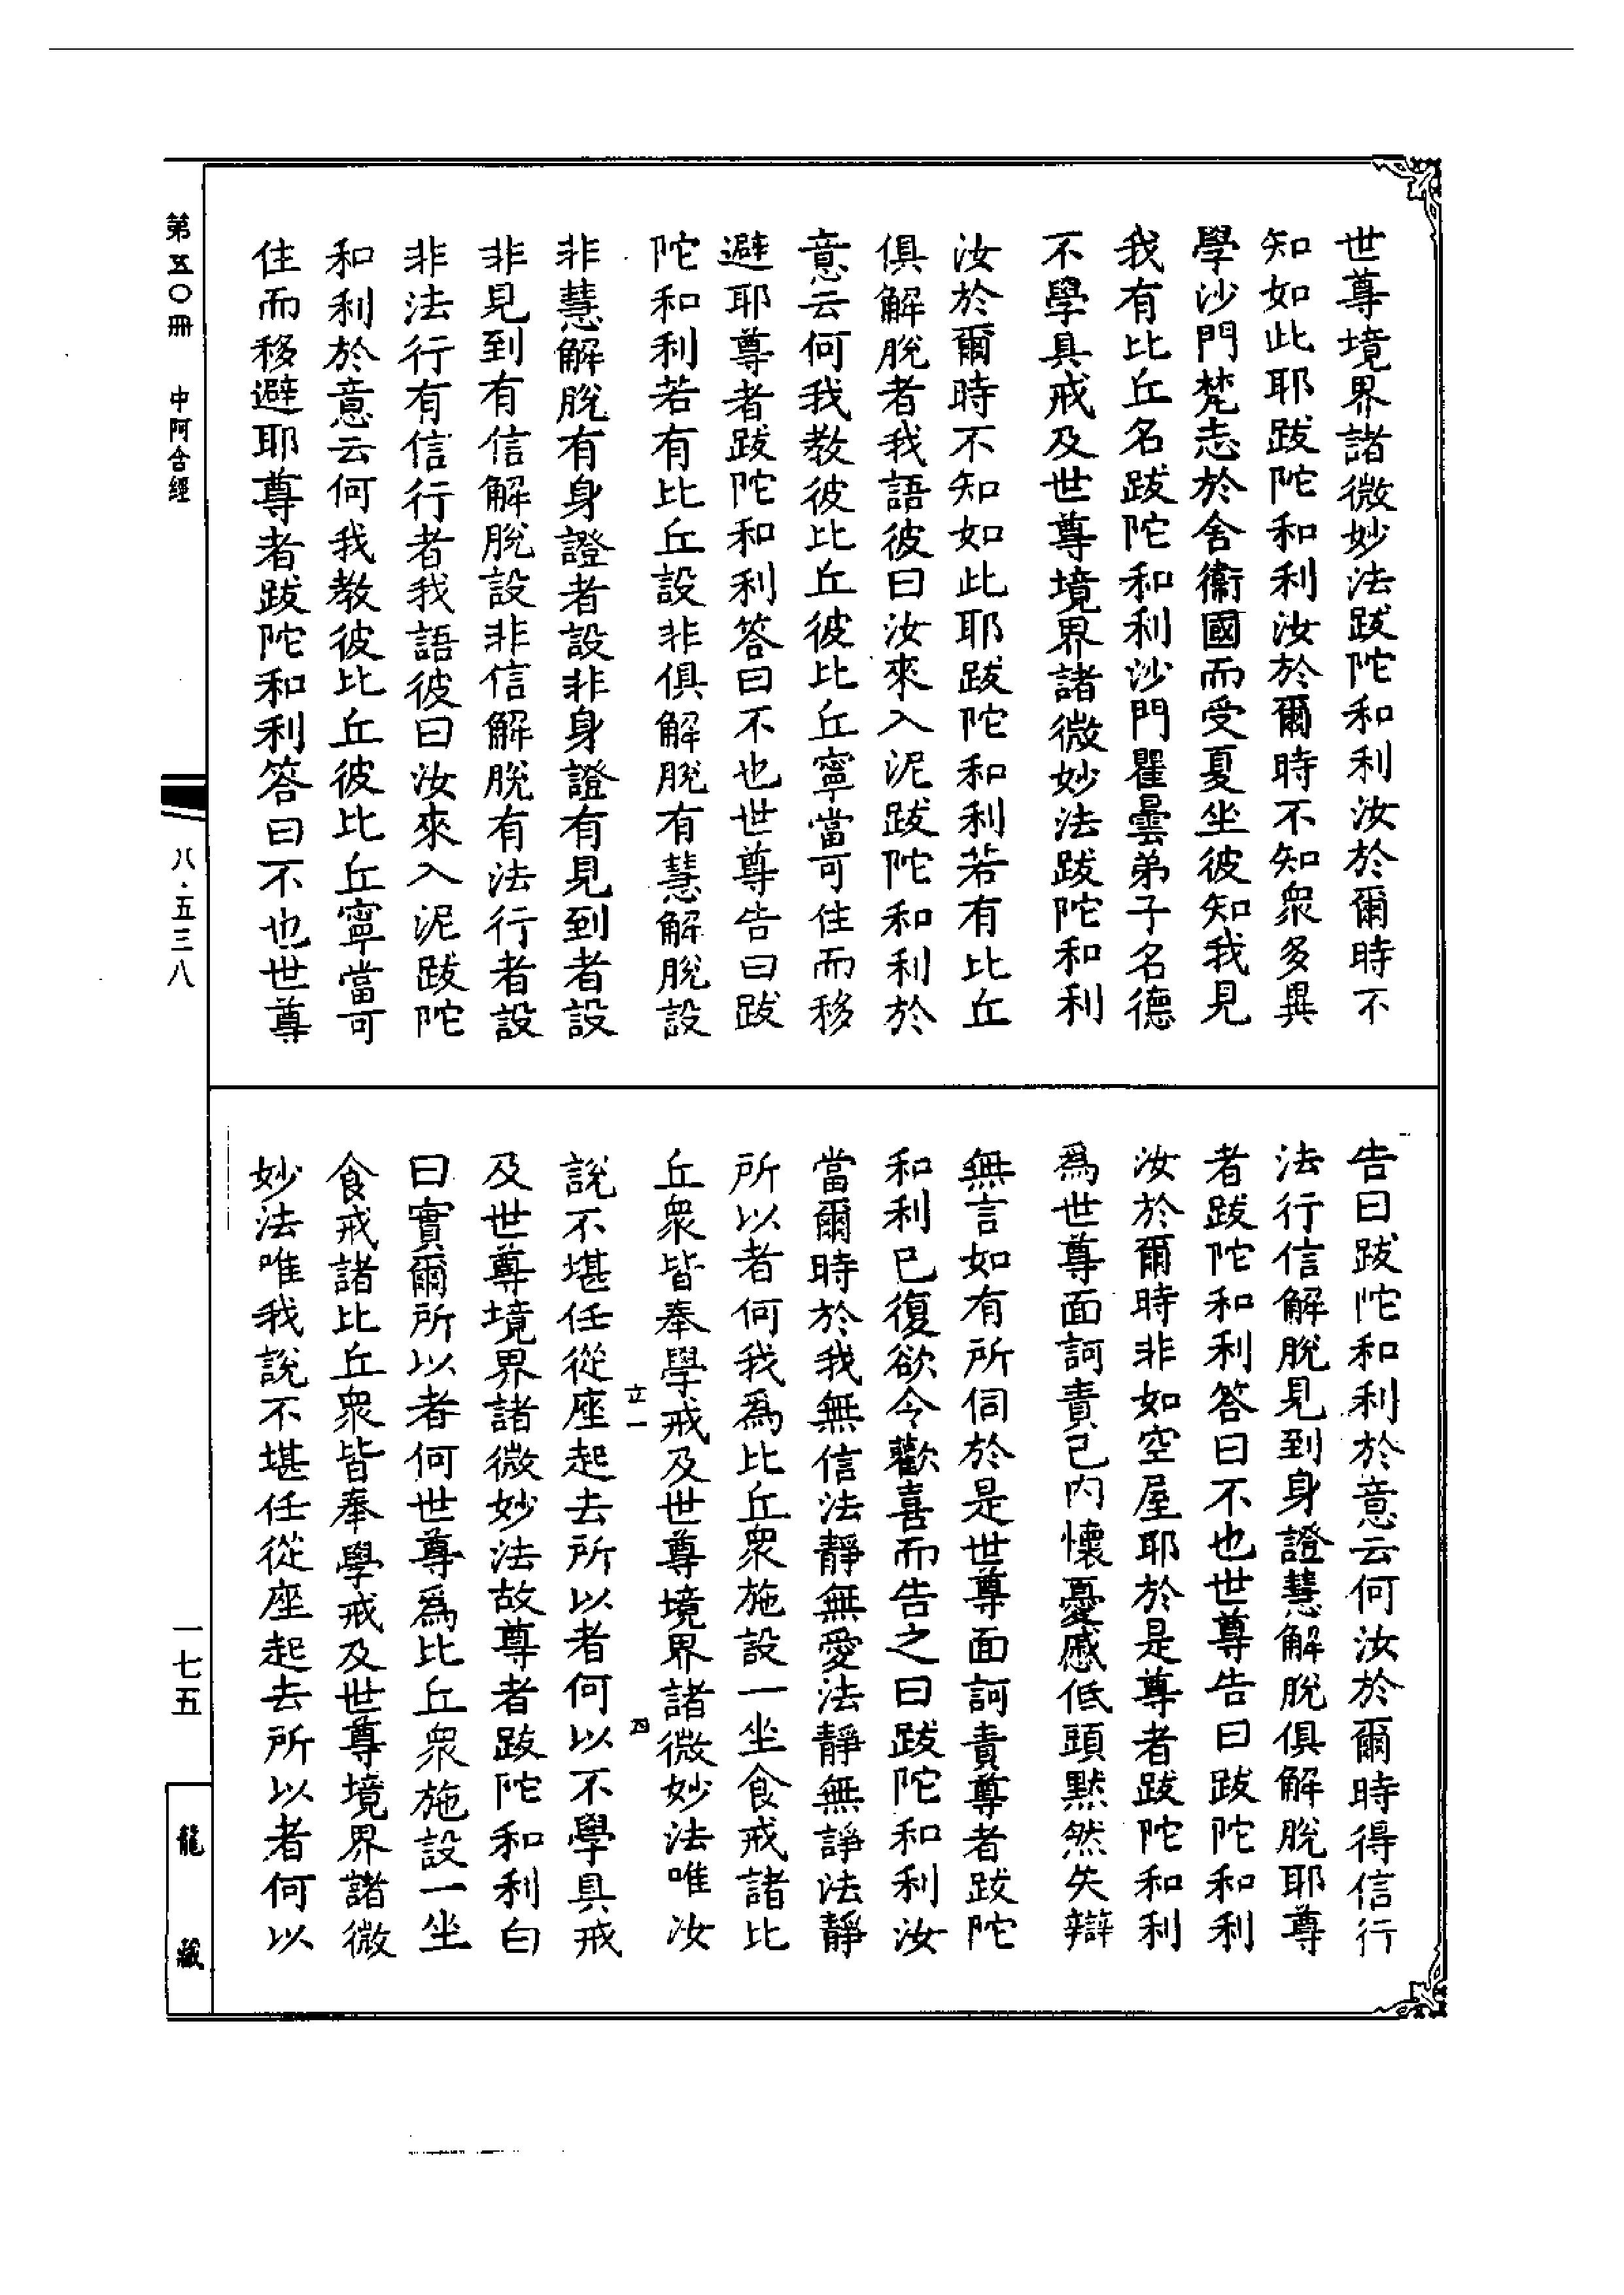 世尊境界諸微妙法跋陀和利汝於爾時不
知如此耶跋陀和利汝於爾時不知衆多異
學沙門梵志於舍衞國而受夏坐彼知我見
我有比丘名跋陀和利沙門瞿曇弟子名德
不學具戒及世尊境界諸微妙法跋陀和利
汝於爾時不知如此耶跋陀和利若有比丘
俱解脫者我語彼曰汝來入泥跋陀和利於
意云何我教彼比丘彼比丘寧當可住而移
避耶尊者跋陀和利答曰不也世尊告曰跋
陀和利若有比丘設非俱解脫有慧解脫設
非慧解脫有身證者設非身證有見到者設
非見到有信解脫設非信解脫有法行者設
非法行有信行者我語彼曰汝來入泥跋陀
和利於意云何我教彼比丘彼比丘寧當可
住而移避耶尊者跋陀和利答曰不也世尊
告曰跋陀和利於意云何汝於爾時得信行
法行信解脫見到身證慧解脫俱解脫耶尊
者跋陀和利答曰不也世尊告曰跋陀和利
汝於爾時非如空屋耶於是尊者跋陀和利
爲世尊面訶責已內懷憂慼低頭默然失辯
無言如有所伺於是世尊面訶責尊者跋陀
和利已復欲令歡喜而告之曰跋陀和利汝
當爾時於我無信法靜無愛法靜無諍法靜
所以者何我爲比丘衆施設一坐食戒諸比
丘衆皆奉學戒及世尊境界諸微妙法唯汝
立一 四
說不堪任從座起去所以者何以不學具戒
及世尊境界諸微妙法故尊者跋陀和利白
曰實爾所以者何世尊爲比丘衆施設一坐
食戒諸比丘衆皆奉學戒及世尊境界諸微
妙法唯我說不堪任從座起去所以者何以
第五〇冊 中阿含經
八·五三八
一七五
龍藏